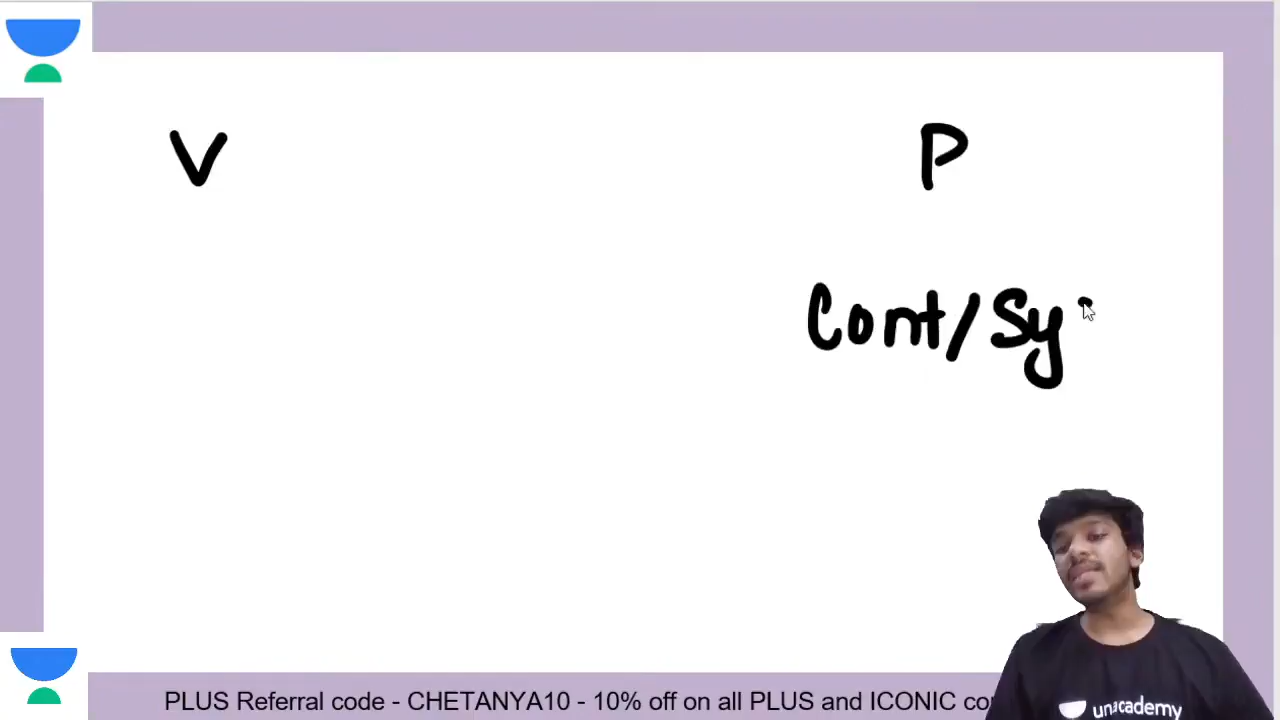 V P
Cont/Sy
PLUS Referral code - CHETANYA10 - 10% off on all PLUS and ICONIC co
unacademy